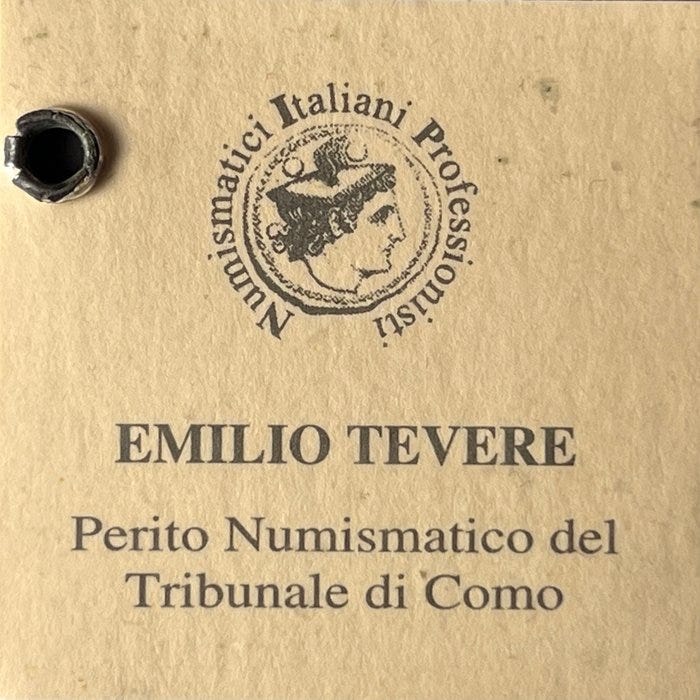 Numismatici Italiani Professionisti
EMILIO TEVERE
Perito Numismatico del
Tribunale di Como